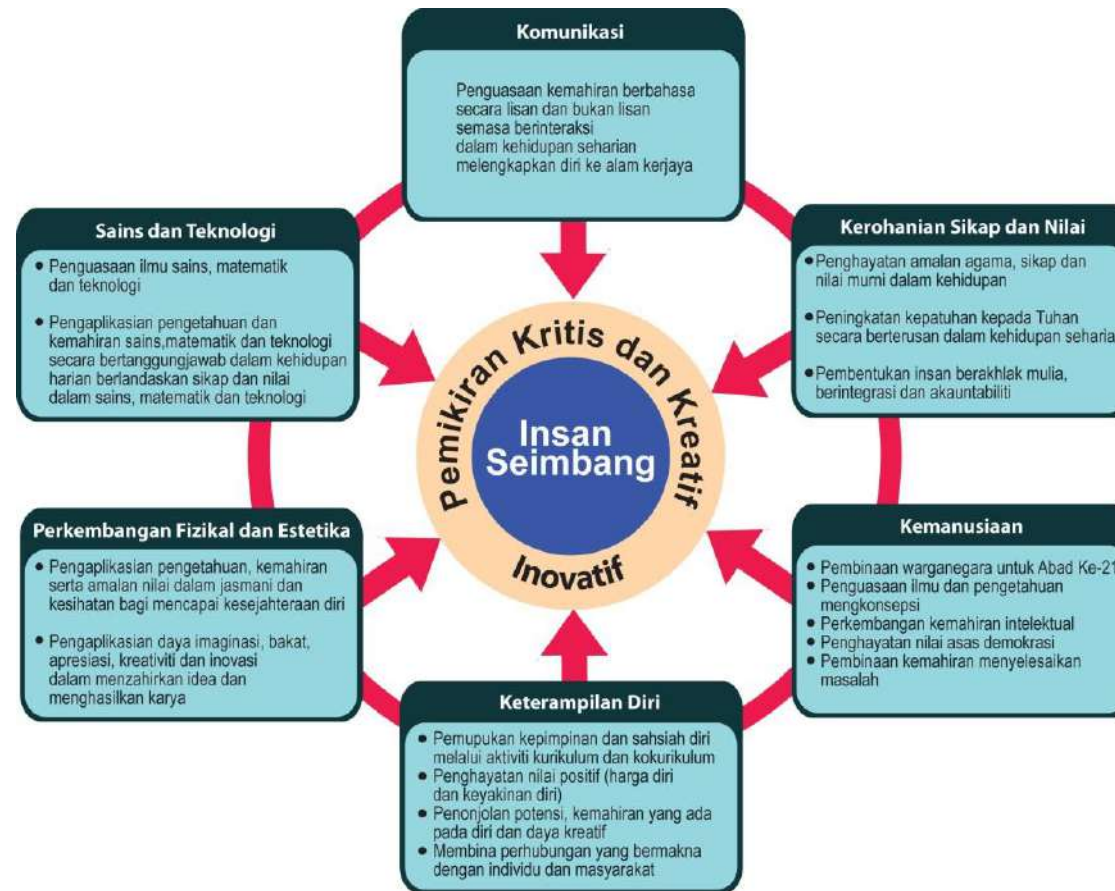 Komunikasi
Penguasaan kemahiran berbahasa
secara lisan dan bukan lisan
semasa berinteraksi
dalam kehidupan seharian
melengkapkan diri ke alam kerjaya
Sains dan Teknologi
• Penguasaan ilmu sains, matematik
dan teknologi
• Pengaplikasian pengetahuan dan
kemahiran sains,matematik dan teknologi
secara bertanggungjawab dalam kehidupan
harian berlandaskan sikap dan nilai
dalam sains, matematik dan teknologi
Kerohanian Sikap dan Nilai
• Penghayatan amalan agama, sikap dan
nilai murni dalam kehidupan
• Peningkatan kepatuhan kepada Tuhan
secara berterusan dalam kehidupan seharia
• Pembentukan insan berakhlak mulia,
berintegrasi dan akauntabiliti
Pemikiran Kritis dan Kreatif
Insan
Seimbang
Inovatif
Perkembangan Fizikal dan Estetika
• Pengaplikasian pengetahuan, kemahiran
serta amalan nilai dalam jasmani dan
kesihatan bagi mencapai kesejahteraan diri
• Pengaplikasian daya imaginasi, bakat,
apresiasi, kreativiti dan inovasi
dalam menzahirkan idea dan
menghasilkan karya
Kemanusiaan
• Pembinaan warganegara untuk Abad Ke-21
• Penguasaan ilmu dan pengetahuan
mengkonsepsi
• Perkembangan kemahiran intelektual
• Penghayatan nilai asas demokrasi
• Pembinaan kemahiran menyelesaikan
masalah
Keterampilan Diri
• Pemupukan kepimpinan dan sahsiah diri
melalui aktiviti kurikulum dan kokurikulum
• Penghayatan nilai positif (harga diri
dan keyakinan diri)
• Penonjolan potensi, kemahiran yang ada
pada diri dan daya kreatif
• Membina perhubungan yang bermakna
dengan individu dan masyarakat